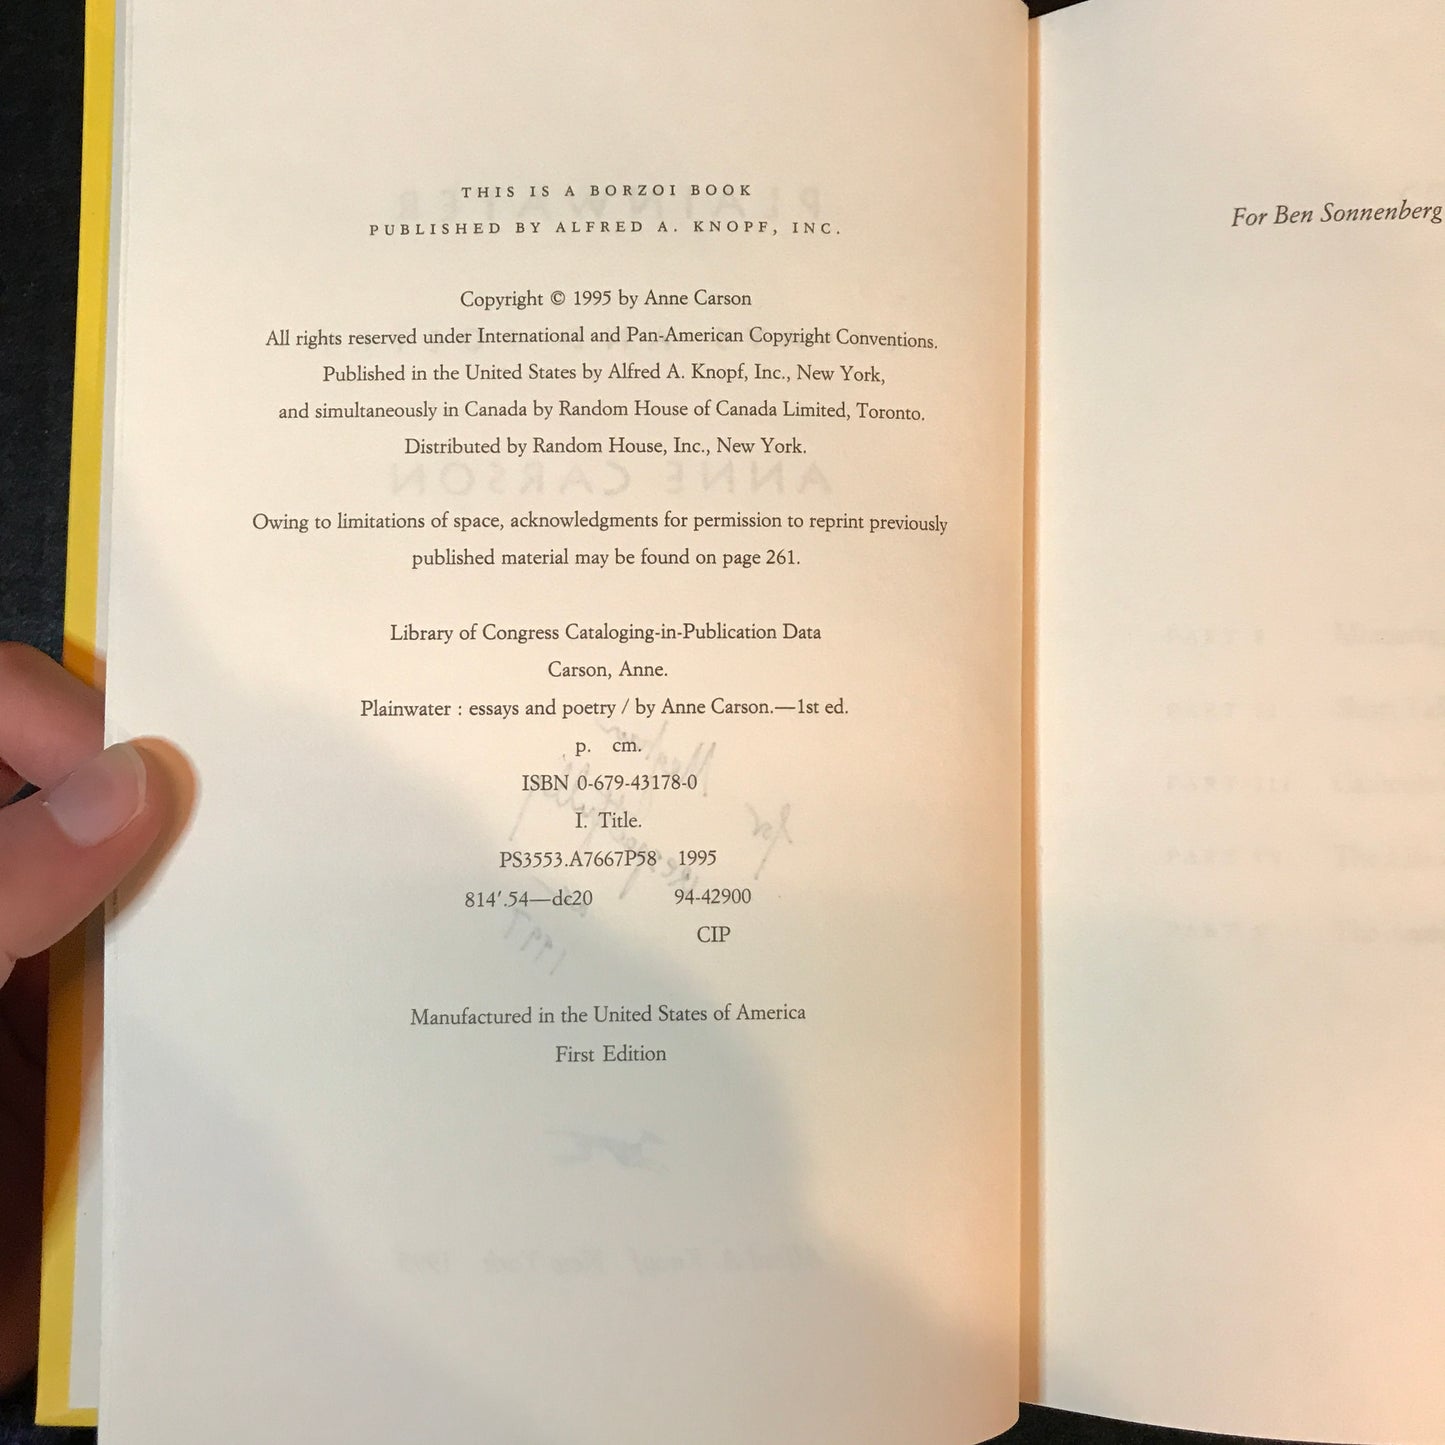 THIS IS A BORZOI BOOK
PUBLISHED BY ALFRED A. KNOPF, INC.
Copyright © 1995 by Anne Carson
All rights reserved under International and Pan-American Copyright Conventions.
Published in the United States by Alfred A. Knopf, Inc., New York,
and simultaneously in Canada by Random House of Canada Limited, Toronto.
Distributed by Random House, Inc., New York.
Owing to limitations of space, acknowledgments for permission to reprint previously
published material may be found on page 261.
Library of Congress Cataloging-in-Publication Data
Carson, Anne.
Plainwater : essays and poetry / by Anne Carson.—1st ed.
p. cm.
ISBN 0-679-43178-0
I. Title.
PS3553.A7667P58 1995
814'.54—dc20 94-42900
CIP
Manufactured in the United States of America
First Edition
For Ben Sonnenberg